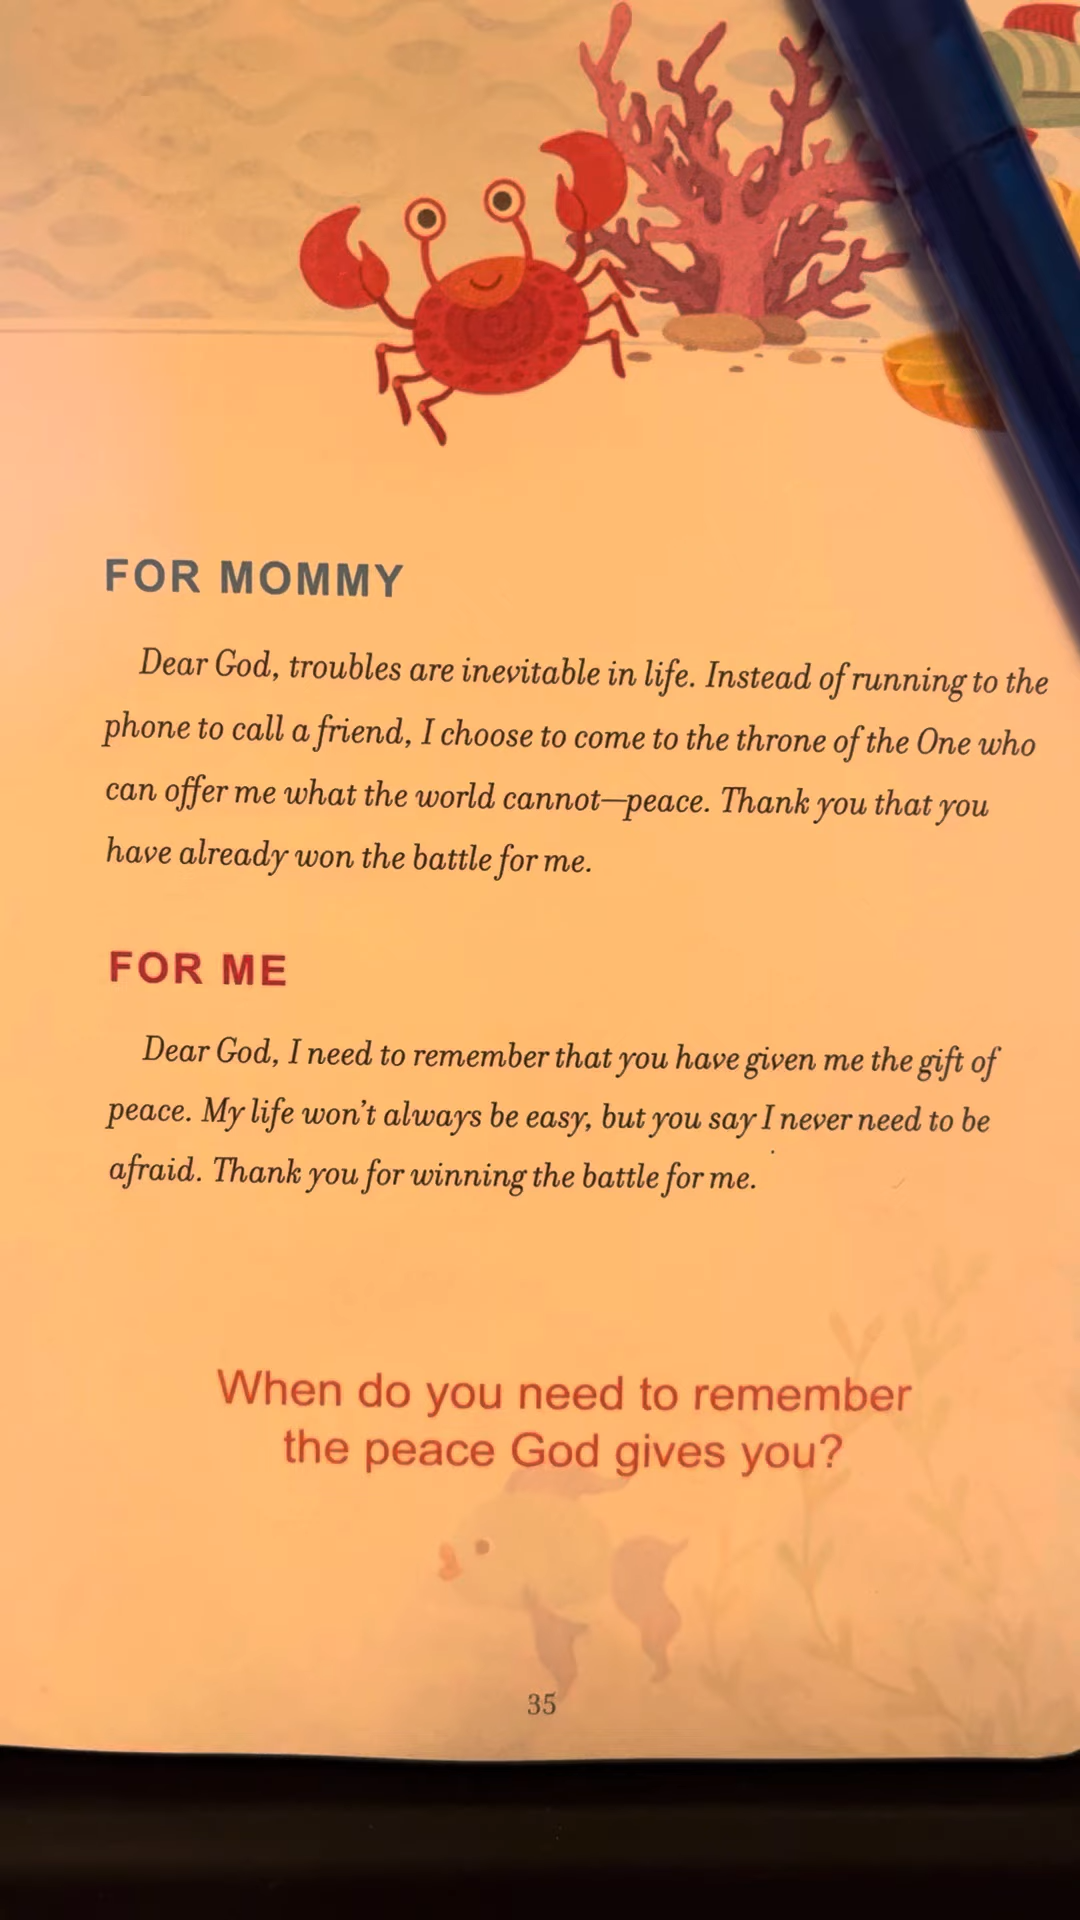 FOR MOMMY
Dear God, troubles are inevitable in life. Instead of running to the
phone to call a friend, I choose to come to the throne of the One who
can offer me what the world cannot—peace. Thank you that you
have already won the battle for me.
FOR ME
Dear God, I need to remember that you have given me the gift of
peace. My life won't always be easy, but you say I never need to be
afraid. Thank you for winning the battle for me.
When do you need to remember
the peace God gives you?
35